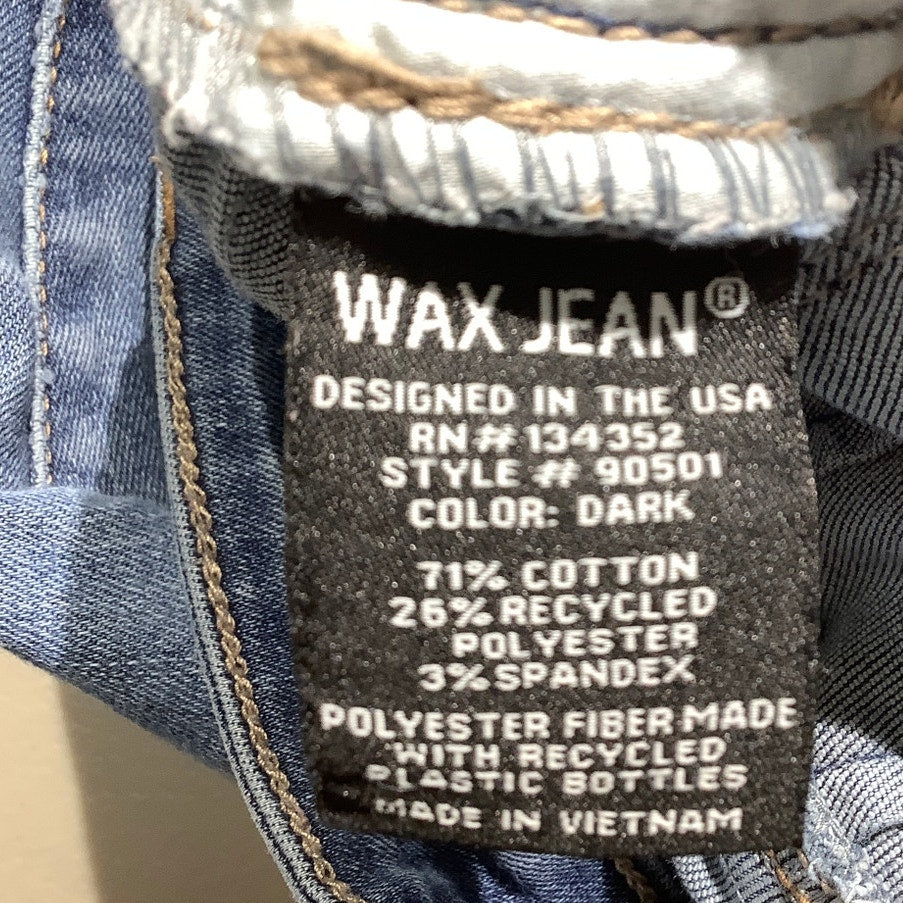 WAX JEAN®
DESIGNED IN THE USA
RN# 134352
STYLE # 90501
COLOR: DARK
71% COTTON
26% RECYCLED
POLYESTER
3% SPANDEX
POLYESTER FIBER MADE
WITH RECYCLED
PLASTIC BOTTLES
MADE IN VIETNAM